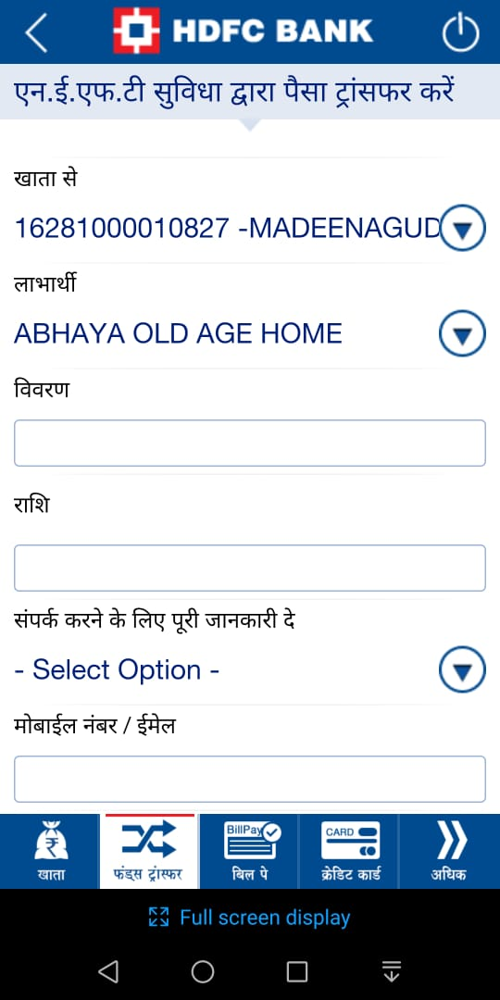 HDFC BANK
एन.ई.एफ.टी सुविधा द्वारा पैसा ट्रांसफर करें
खाता से
16281000010827 -MADEENAGUD
लाभार्थी
ABHAYA OLD AGE HOME
विवरण
राशि
संपर्क करने के लिए पूरी जानकारी दे
- Select Option -
मोबाईल नंबर / ईमेल
BillPay
CARD
खाता
फंड्स ट्रांस्फर
बिल पे
क्रेडिट कार्ड
अधिक
Full screen display